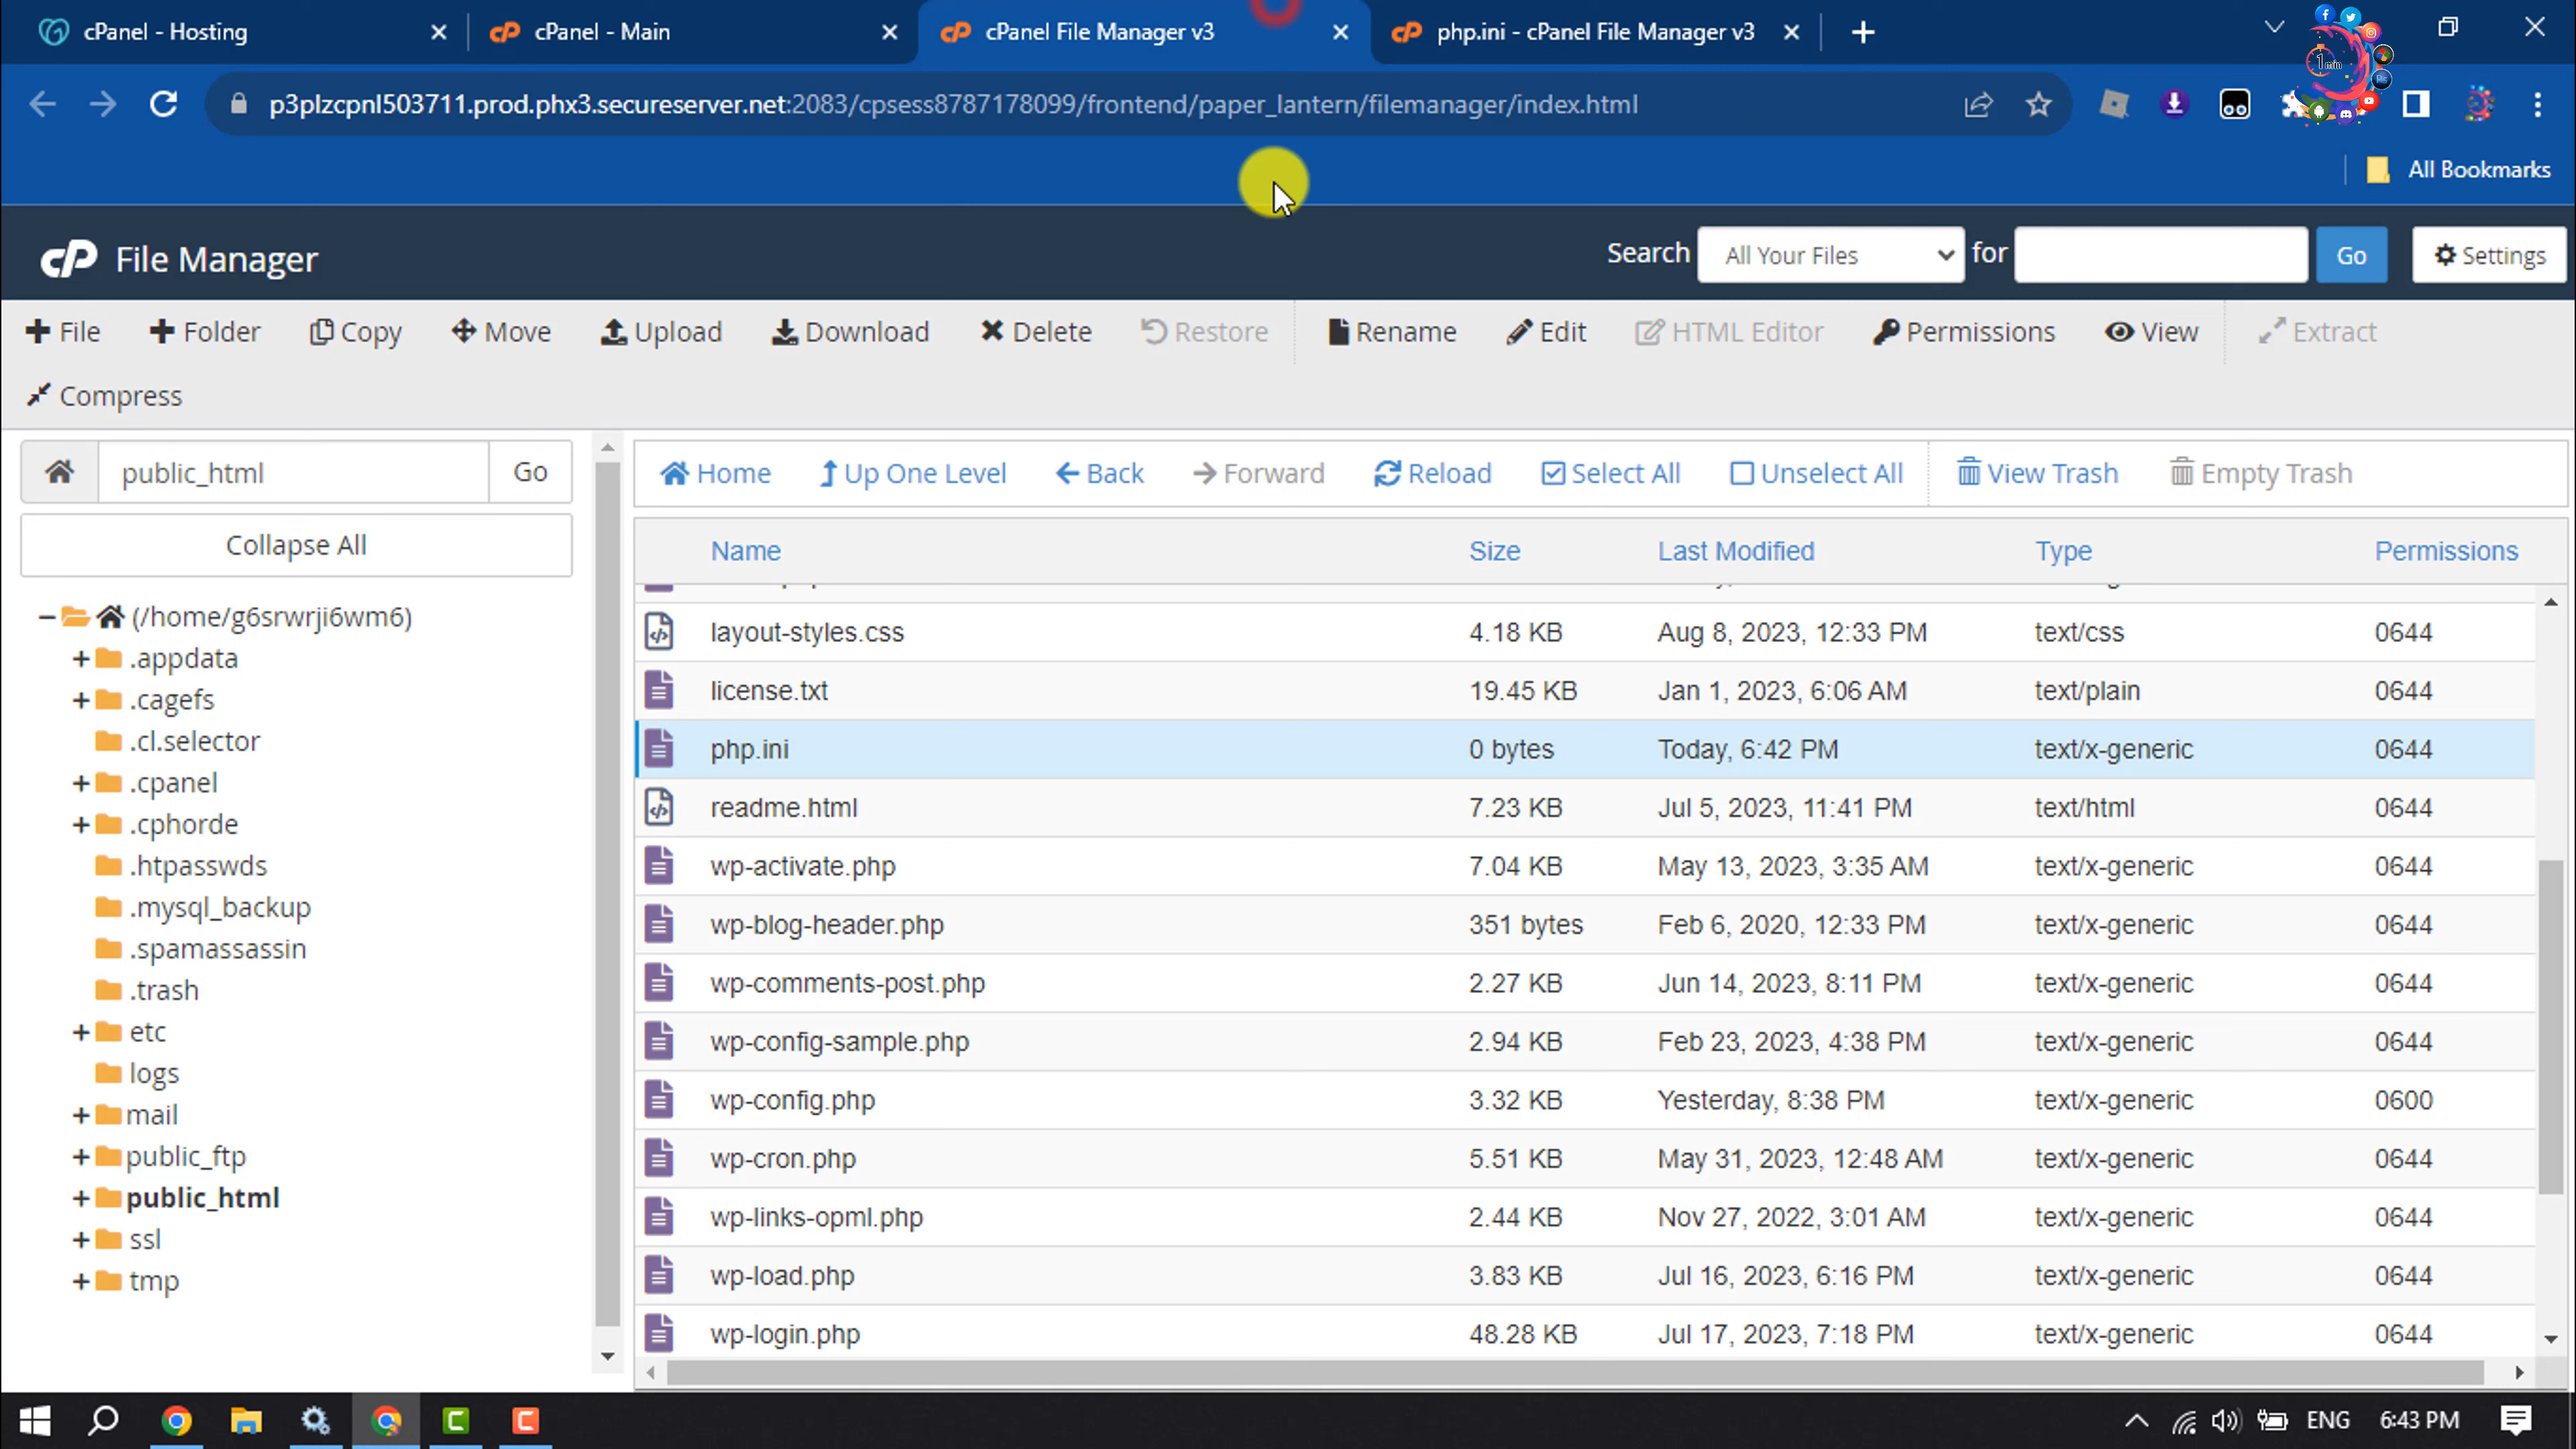 cPanel - Hosting
cPanel - Main
cPanel File Manager v3
php.ini - cPanel File Manager v3
1 min
p3plzcpnl503711.prod.phx3.secureserver.net:2083/cpsess8787178099/frontend/paper_lantern/filemanager/index.html
All Bookmarks
cP File Manager
Search All Your Files for Go Settings
File Folder Copy Move Upload Download Delete Restore Rename Edit HTML Editor Permissions View Extract
Compress
public_html Go
Home Up One Level Back Forward Reload Select All Unselect All View Trash Empty Trash
Collapse All
(/home/g6srwrji6wm6)
.appdata
.cagefs
.cl.selector
.cpanel
.cphorde
.htpasswds
.mysql_backup
.spamassassin
.trash
etc
logs
mail
public_ftp
public_html
ssl
tmp
Name Size Last Modified Type Permissions
layout-styles.css 4.18 KB Aug 8, 2023, 12:33 PM text/css 0644
license.txt 19.45 KB Jan 1, 2023, 6:06 AM text/plain 0644
php.ini 0 bytes Today, 6:42 PM text/x-generic 0644
readme.html 7.23 KB Jul 5, 2023, 11:41 PM text/html 0644
wp-activate.php 7.04 KB May 13, 2023, 3:35 AM text/x-generic 0644
wp-blog-header.php 351 bytes Feb 6, 2020, 12:33 PM text/x-generic 0644
wp-comments-post.php 2.27 KB Jun 14, 2023, 8:11 PM text/x-generic 0644
wp-config-sample.php 2.94 KB Feb 23, 2023, 4:38 PM text/x-generic 0644
wp-config.php 3.32 KB Yesterday, 8:38 PM text/x-generic 0600
wp-cron.php 5.51 KB May 31, 2023, 12:48 AM text/x-generic 0644
wp-links-opml.php 2.44 KB Nov 27, 2022, 3:01 AM text/x-generic 0644
wp-load.php 3.83 KB Jul 16, 2023, 6:16 PM text/x-generic 0644
wp-login.php 48.28 KB Jul 17, 2023, 7:18 PM text/x-generic 0644
ENG 6:43 PM